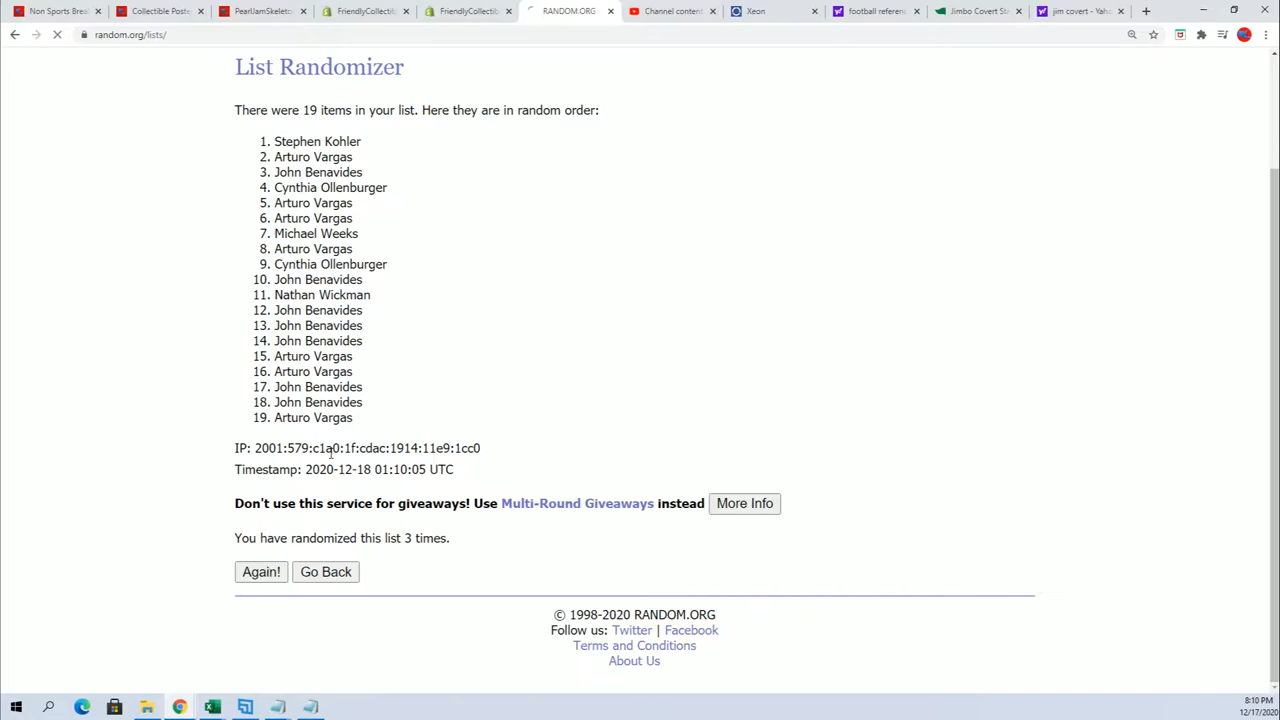 Non Sports Brea
Collectible Poste
PearlJamSkeleto
FriendlyCollectib
FriendlyCollectib
RANDOM.ORG -
Channel content
Xeon
football referenc
Jimbo Covert Sta
jim covert - Yaho
random.org/lists/
List Randomizer
There were 19 items in your list. Here they are in random order:
1. Stephen Kohler
2. Arturo Vargas
3. John Benavides
4. Cynthia Ollenburger
5. Arturo Vargas
6. Arturo Vargas
7. Michael Weeks
8. Arturo Vargas
9. Cynthia Ollenburger
10. John Benavides
11. Nathan Wickman
12. John Benavides
13. John Benavides
14. John Benavides
15. Arturo Vargas
16. Arturo Vargas
17. John Benavides
18. John Benavides
19. Arturo Vargas
IP: 2001:579:c1a0:1f:cdac:1914:11e9:1cc0
Timestamp: 2020-12-18 01:10:05 UTC
Don't use this service for giveaways! Use Multi-Round Giveaways instead More Info
You have randomized this list 3 times.
Again! Go Back
© 1998-2020 RANDOM.ORG
Follow us: Twitter | Facebook
Terms and Conditions
About Us
8:10 PM
12/17/2020